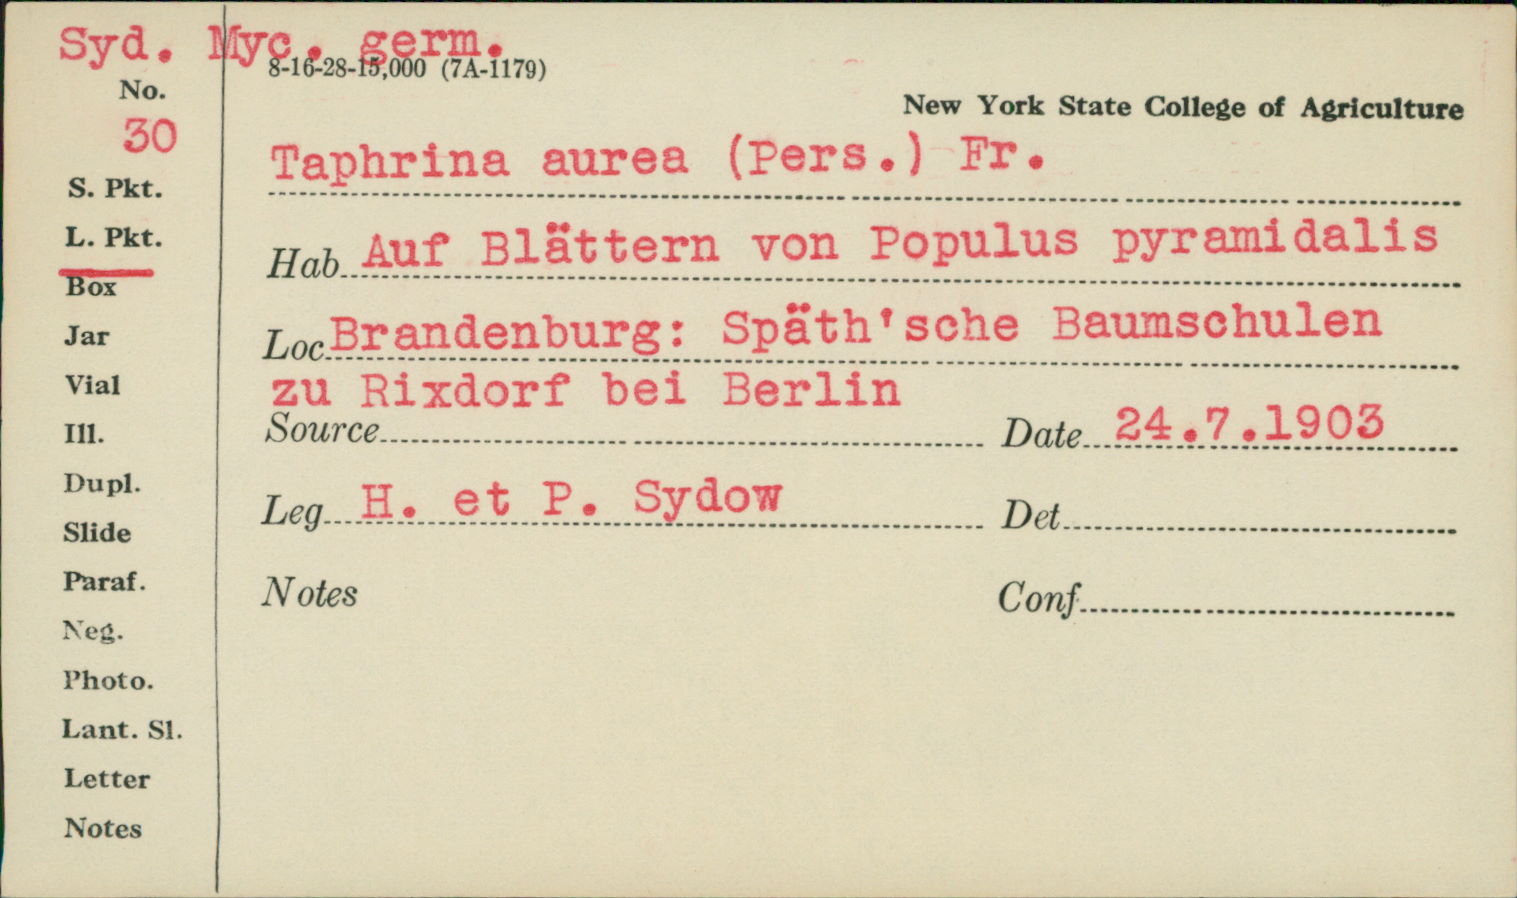 Syd. Myc. germ.
8-16-28-15,000 (7A-1179)
No.
New York State College of Agriculture
30
Taphrina aurea (Pers.) Fr.
S. Pkt.
L. Pkt.
Hab Auf Blättern von Populus pyramidalis
Box
Jar
Loc Brandenburg: Späth'sche Baumschulen
Vial
zu Rixdorf bei Berlin
Ill.
Source Date 24.7.1903
Dupl.
Leg H. et P. Sydow Det
Slide
Paraf.
Notes Conf.
Neg.
Photo.
Lant. Sl.
Letter
Notes